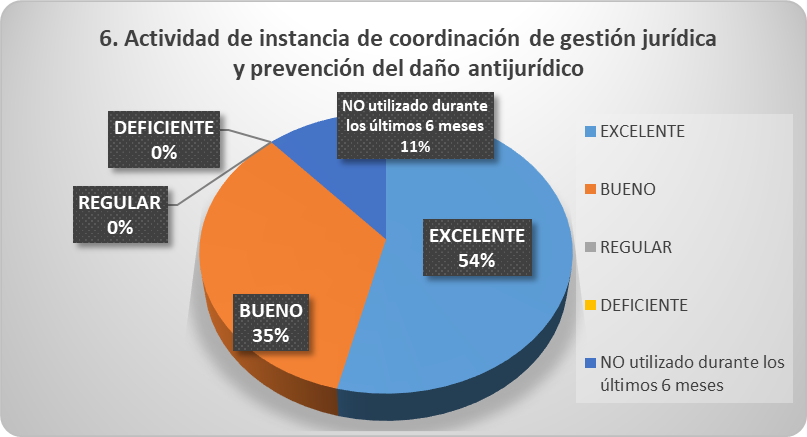 6. Actividad de instancia de coordinación de gestión jurídica
y prevención del daño antijurídico
NO utilizado durante
los últimos 6 meses
11%
DEFICIENTE
0%
REGULAR
0%
EXCELENTE
54%
BUENO
35%
EXCELENTE
BUENO
REGULAR
DEFICIENTE
NO utilizado durante los
últimos 6 meses